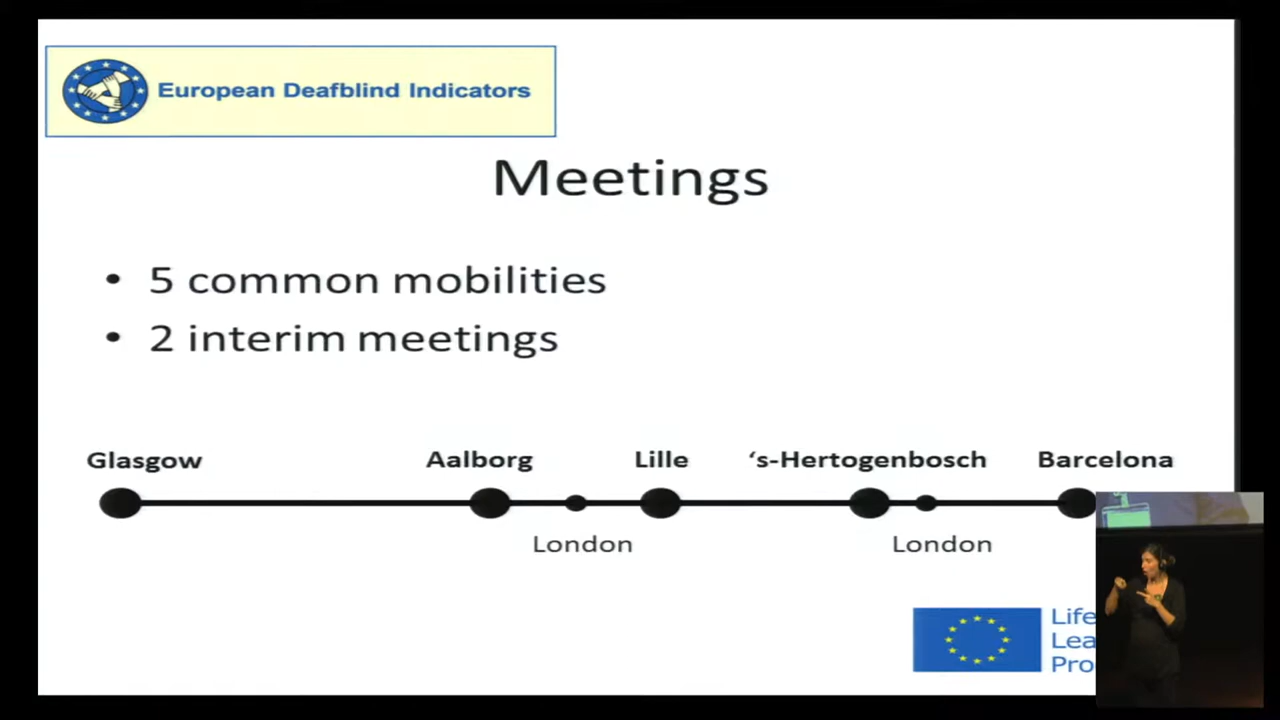 European Deafblind Indicators
Meetings
• 5 common mobilities
• 2 interim meetings
Glasgow Aalborg Lille ‘s-Hertogenbosch Barcelona
London London